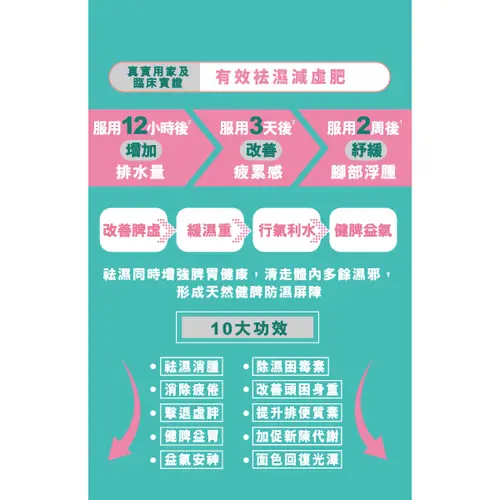 真實用家及
臨床實證
有效祛濕減虛肥
服用12小時後²
增加
排水量
服用3天後²
改善
疲累感
服用2周後¹
紓緩
腳部浮腫
改善脾虛
緩濕重
行氣利水
健脾益氣
祛濕同時增強脾胃健康，清走體內多餘濕邪，
形成天然健脾防濕屏障
10大功效
• 祛濕消腫
• 消除疲倦
• 擊退虛胖
• 健脾益胃
• 益氣安神
• 除濕困毒素
• 改善頭困身重
• 提升排便質素
• 加促新陳代謝
• 面色回復光澤